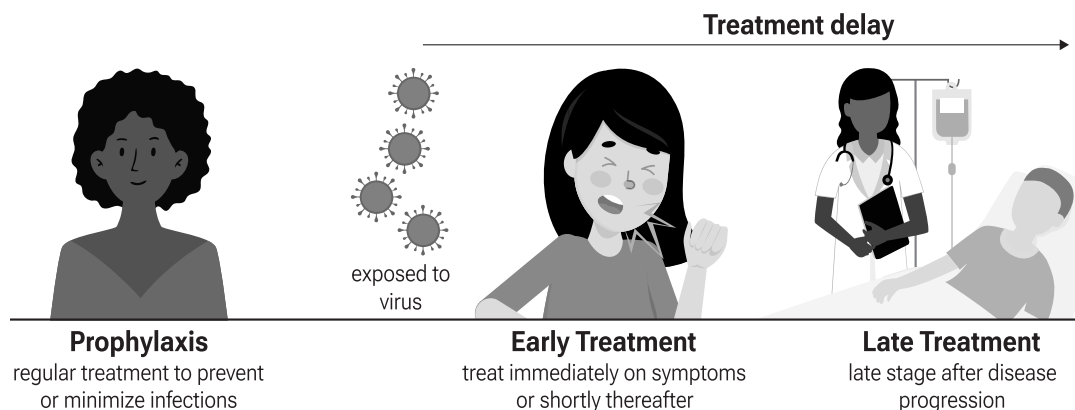 Treatment delay
exposed to
virus
Prophylaxis
regular treatment to prevent
or minimize infections
Early Treatment
treat immediately on symptoms
or shortly thereafter
Late Treatment
late stage after disease
progression